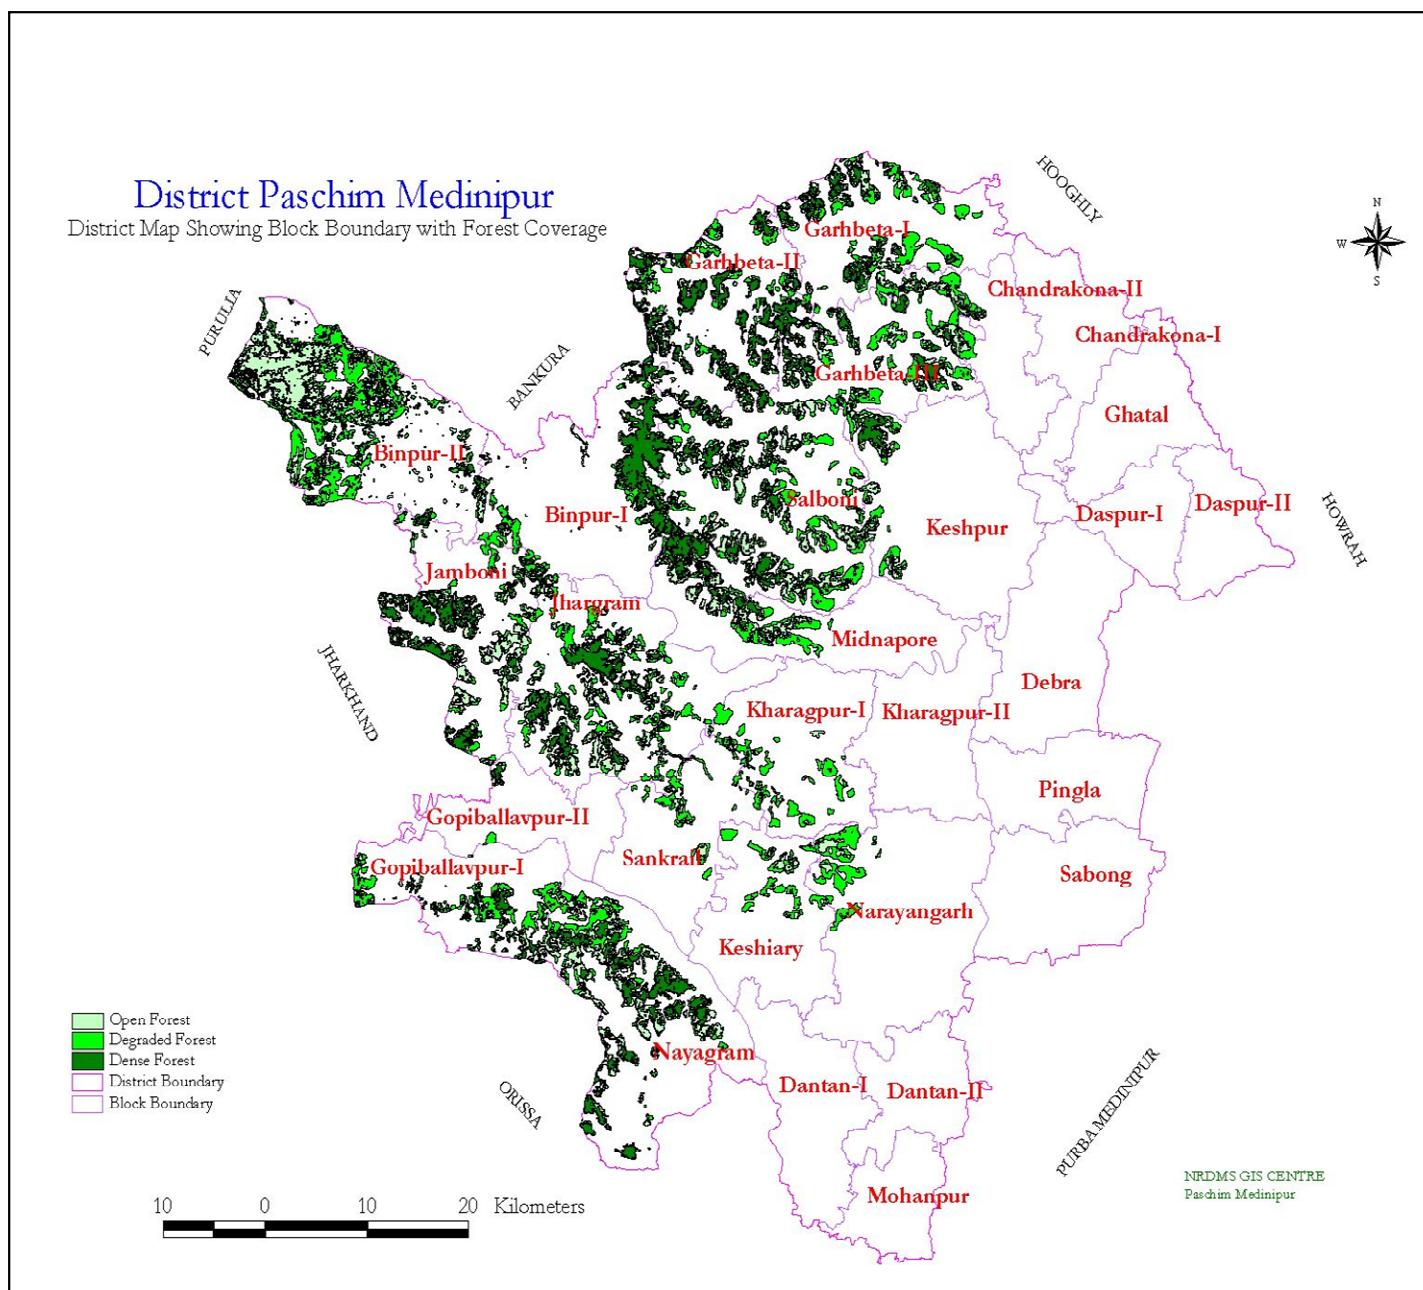 District Paschim Medinipur
District Map Showing Block Boundary with Forest Coverage
HOOGHLY
N
W
S
PURULIA
BANKURA
Garhbeta-I
Garhbeta-II
Chandrakona-II
Chandrakona-I
Garhbeta-III
Ghatal
Binpur-II
Salboni
Binpur-I
Keshpur
Daspur-I
Daspur-II
HOWRAH
Jamboni
Jhargram
Midnapore
JHARKHAND
Debra
Kharagpur-I
Kharagpur-II
Pingla
Gopiballavpur-II
Sankrail
Gopiballavpur-I
Sabong
Narayangarh
Keshiary
Open Forest
Degraded Forest
Dense Forest
District Boundary
Block Boundary
Nayagram
ORISSA
Dantan-I
Dantan-II
PURBA MEDINIPUR
Mohanpur
NRDMS GIS CENTRE
Paschim Medinipur
10 0 10 20 Kilometers